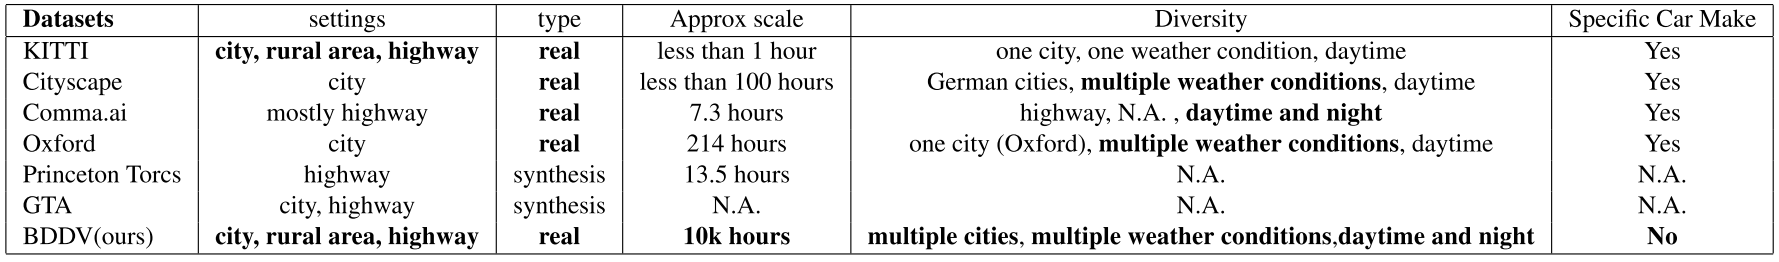 Datasets settings type Approx scale Diversity Specific Car Make
KITTI city, rural area, highway real less than 1 hour one city, one weather condition, daytime Yes
Cityscape city real less than 100 hours German cities, multiple weather conditions, daytime Yes
Comma.ai mostly highway real 7.3 hours highway, N.A. , daytime and night Yes
Oxford city real 214 hours one city (Oxford), multiple weather conditions, daytime Yes
Princeton Torcs highway synthesis 13.5 hours N.A. N.A.
GTA city, highway synthesis N.A. N.A. N.A.
BDDV(ours) city, rural area, highway real 10k hours multiple cities, multiple weather conditions,daytime and night No